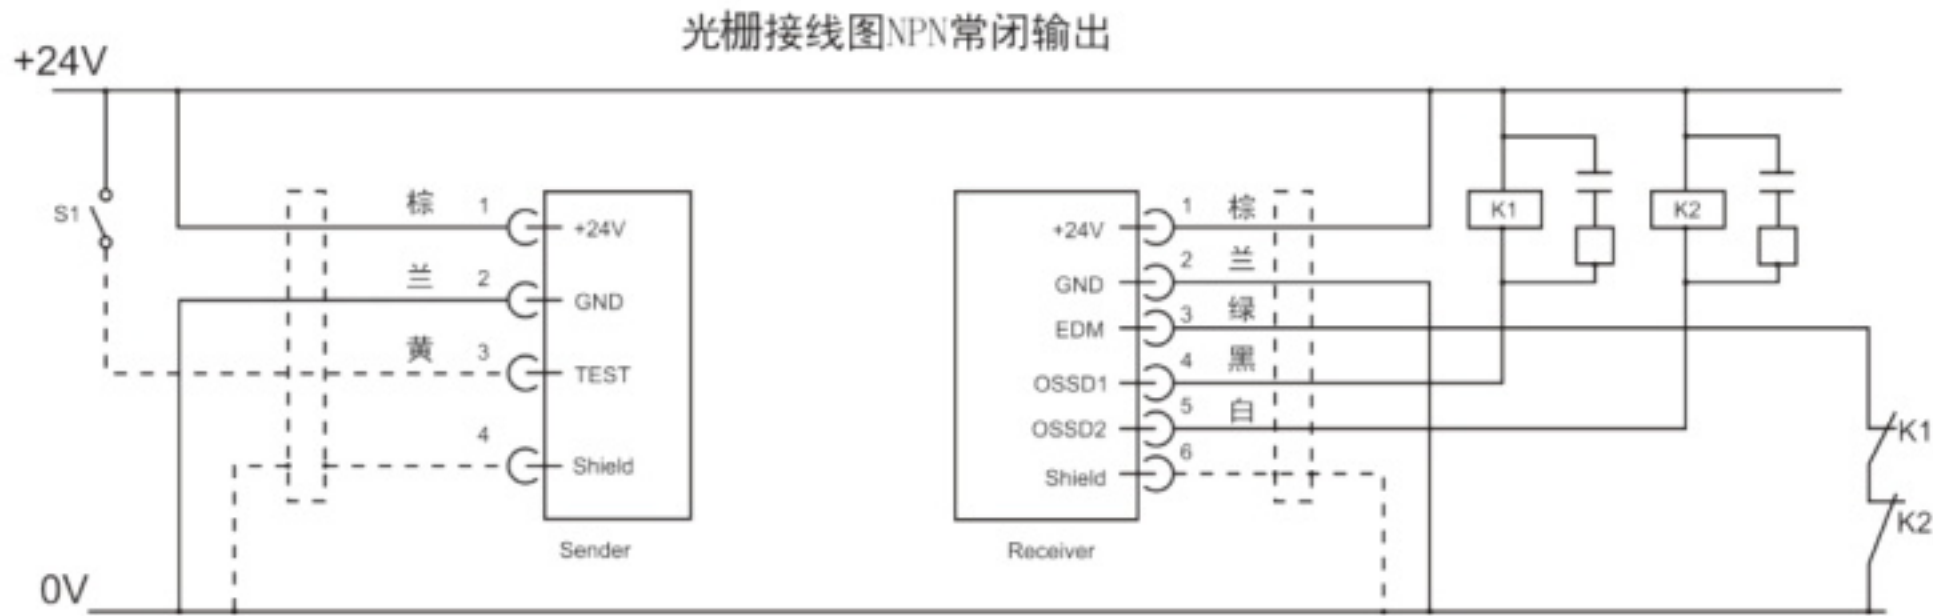 光栅接线图NPN常闭输出
+24V
S1
棕 1 +24V
兰 2 GND
黄 3 TEST
4 Shield
Sender
+24V 1 棕
GND 2 兰
EDM 3 绿
OSSD1 4 黑
OSSD2 5 白
Shield 6
Receiver
K1
K2
K1
K2
0V